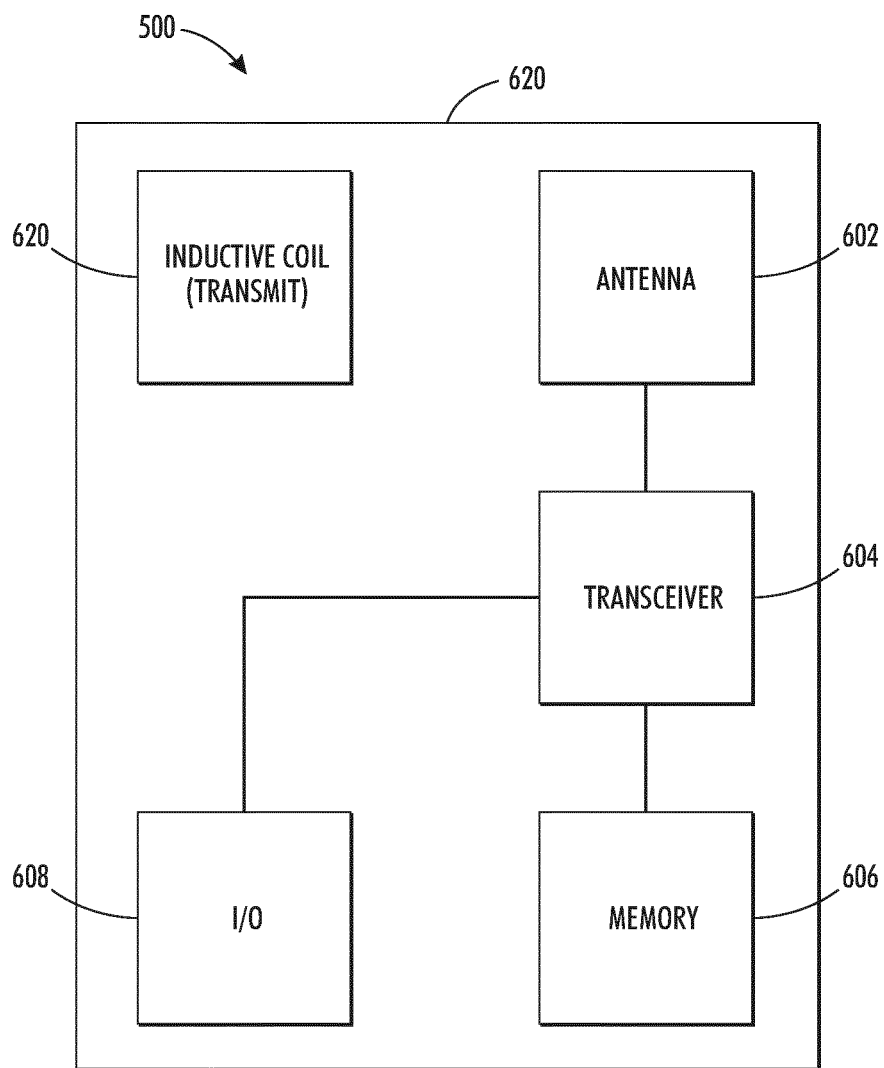 500
620
620
INDUCTIVE COIL
(TRANSMIT)
ANTENNA
602
TRANSCEIVER
604
608
I/O
MEMORY
606